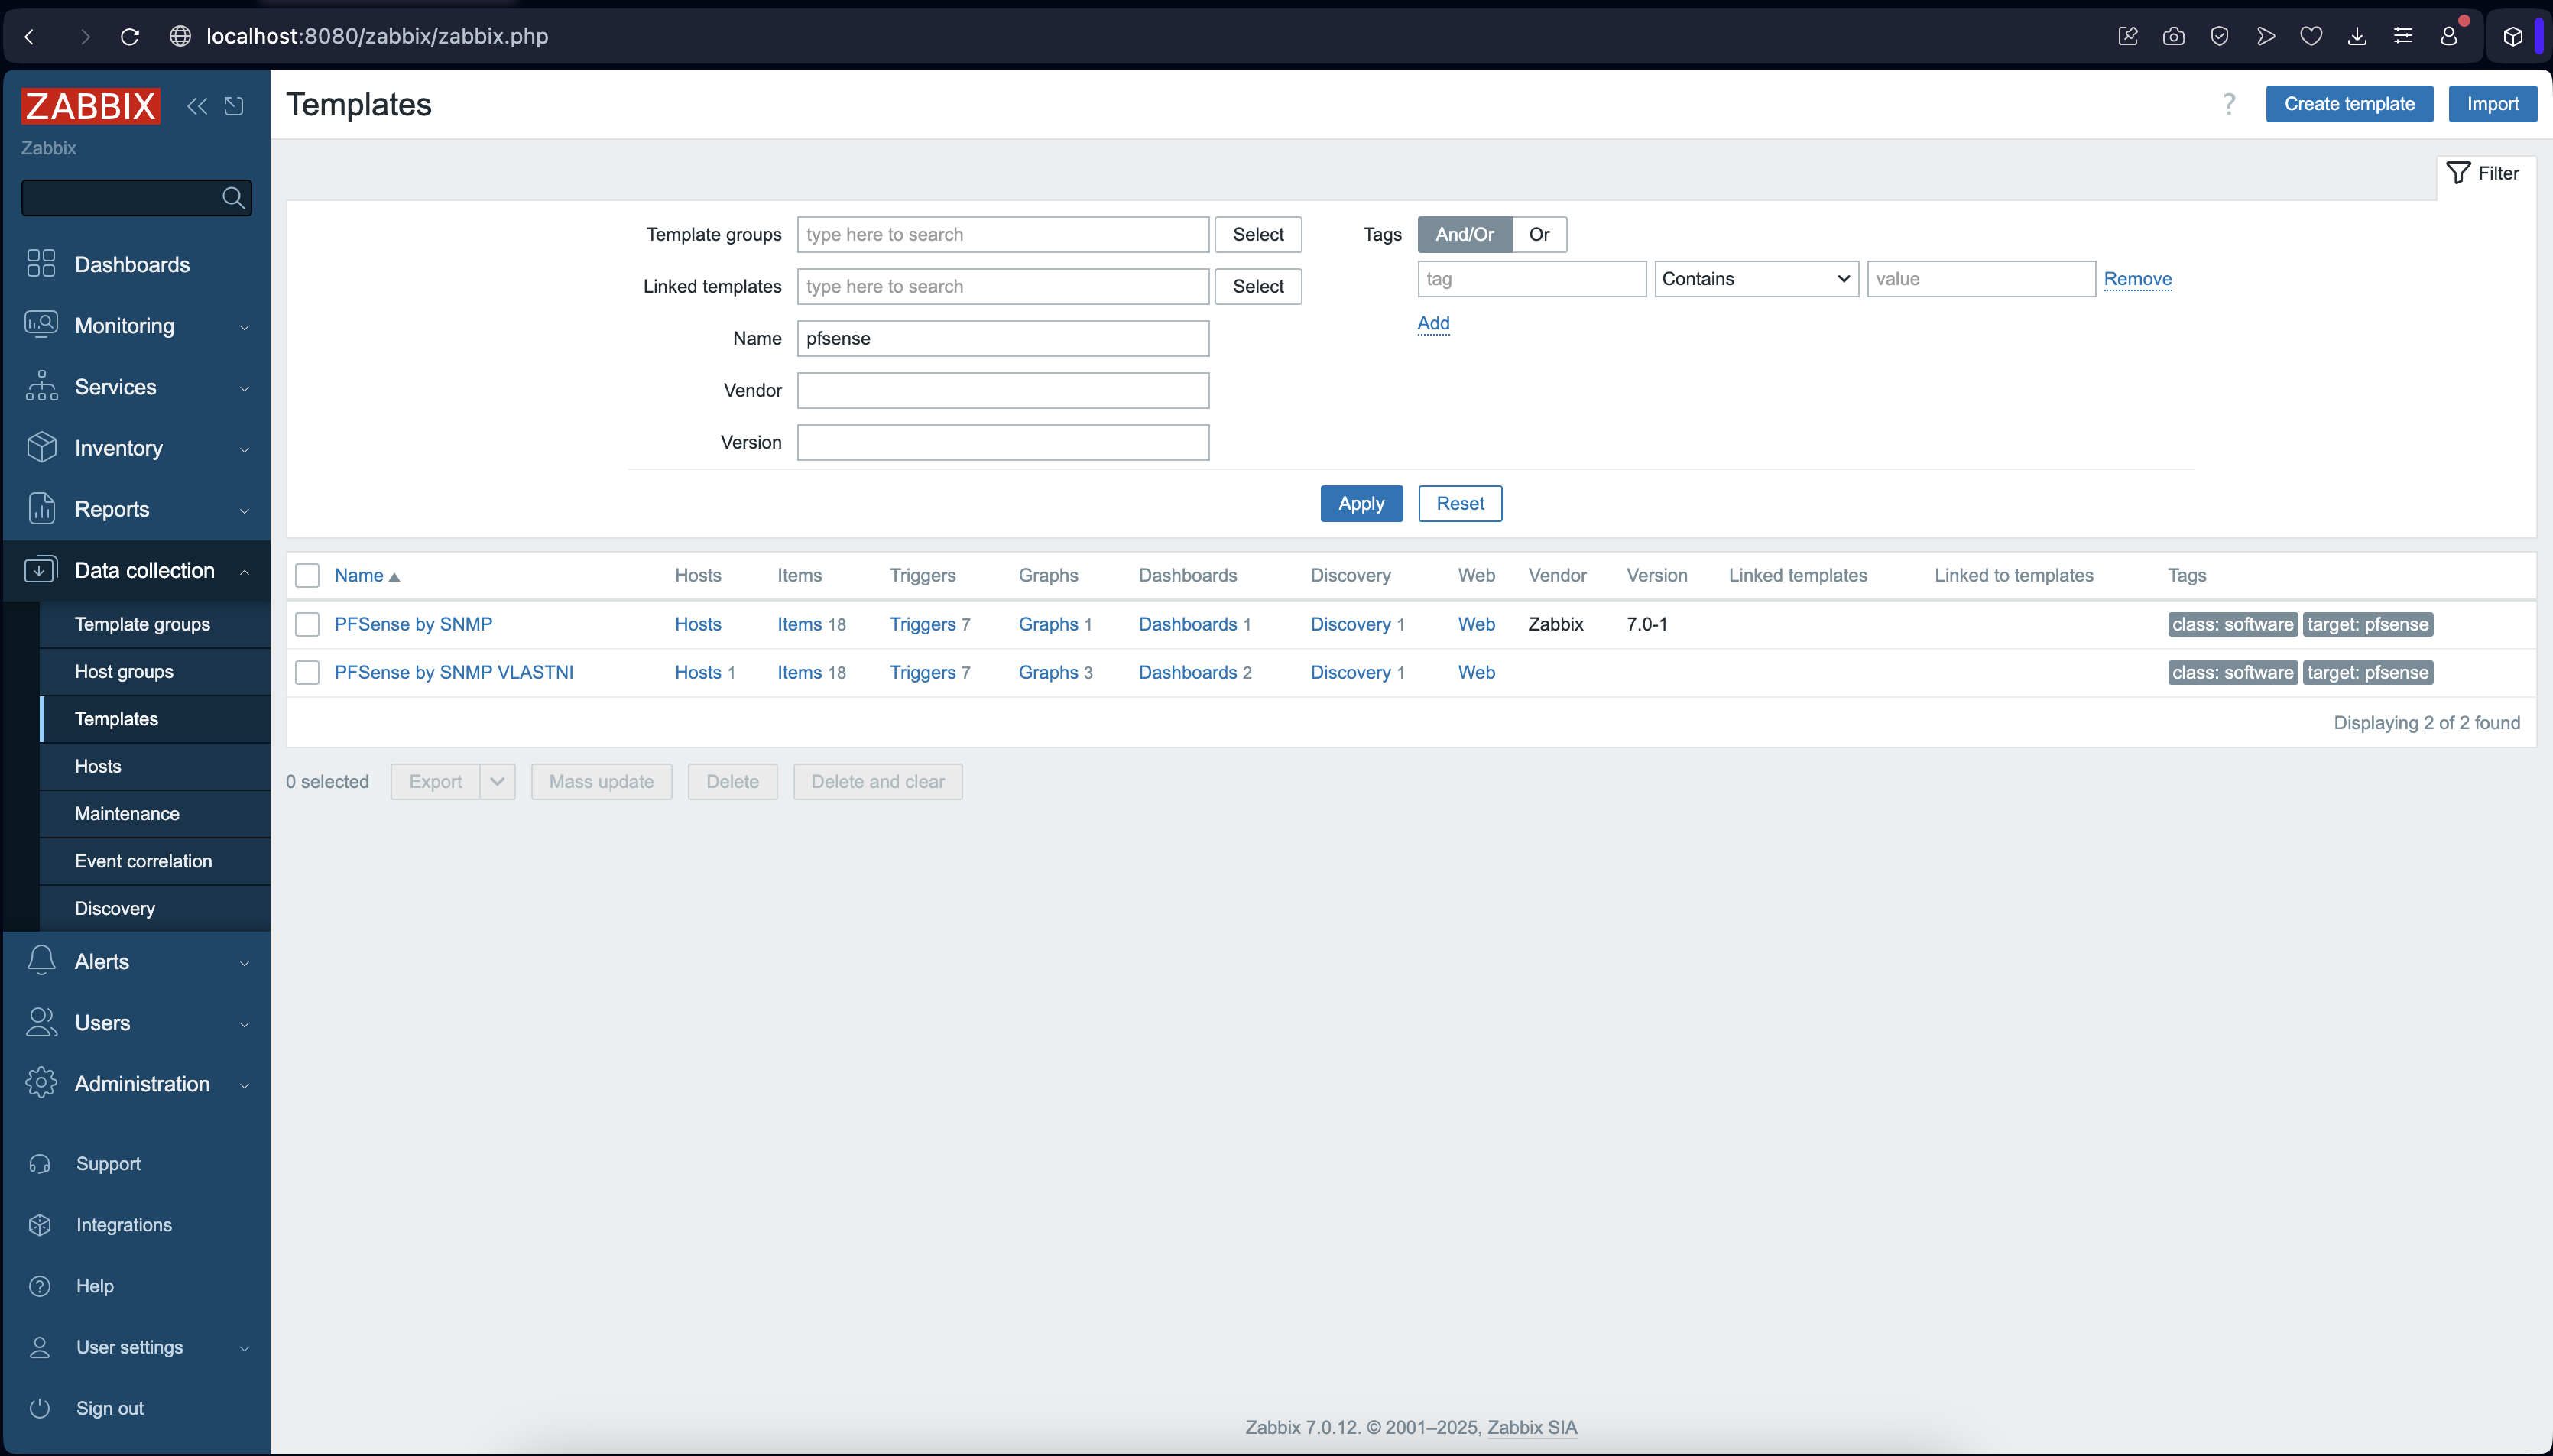 localhost:8080/zabbix/zabbix.php
ZABBIX
Zabbix
Dashboards
Monitoring
Services
Inventory
Reports
Data collection
Template groups
Host groups
Templates
Hosts
Maintenance
Event correlation
Discovery
Alerts
Users
Administration
Support
Integrations
Help
User settings
Sign out
Templates
? Create template Import
Filter
Template groups type here to search Select
Linked templates type here to search Select
Name pfsense
Vendor
Version
Tags And/Or Or
tag Contains value Remove
Add
Apply Reset
Name Hosts Items Triggers Graphs Dashboards Discovery Web Vendor Version Linked templates Linked to templates Tags
PFSense by SNMP Hosts Items 18 Triggers 7 Graphs 1 Dashboards 1 Discovery 1 Web Zabbix 7.0-1 class: software target: pfsense
PFSense by SNMP VLASTNI Hosts 1 Items 18 Triggers 7 Graphs 3 Dashboards 2 Discovery 1 Web class: software target: pfsense
Displaying 2 of 2 found
0 selected Export Mass update Delete Delete and clear
Zabbix 7.0.12. © 2001–2025, Zabbix SIA